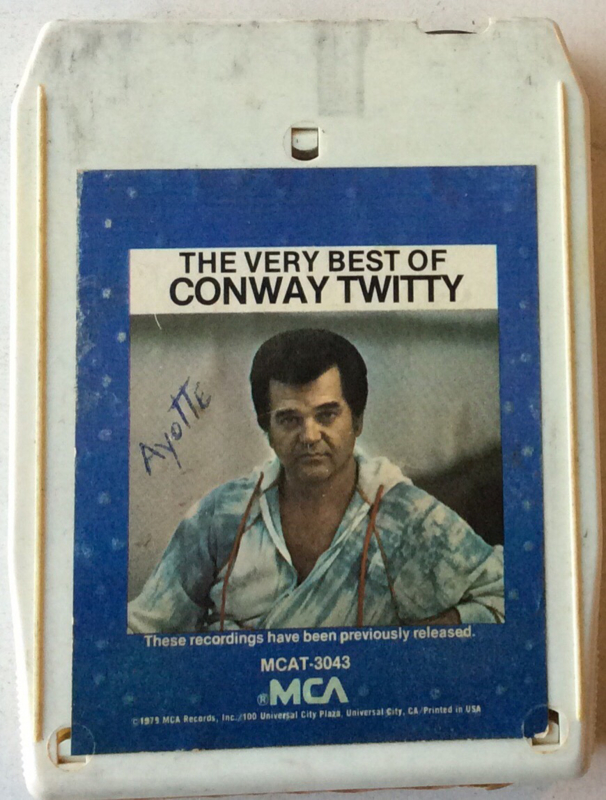 THE VERY BEST OF
CONWAY TWITTY
Ayotte
These recordings have been previously released.
MCAT-3043
®MCA
©1975 MCA Records, Inc./100 Universal City Plaza, Universal City, CA/Printed in USA